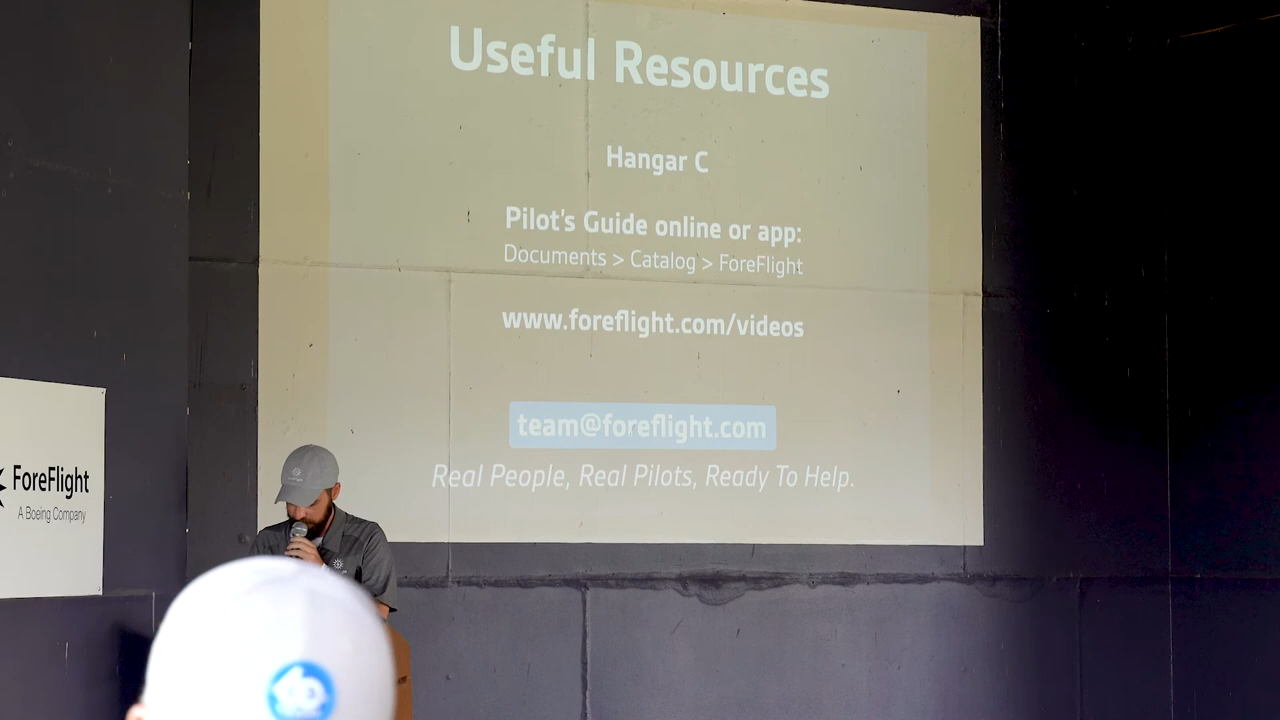 Useful Resources
Hangar C
Pilot's Guide online or app:
Documents > Catalog > ForeFlight
www.foreflight.com/videos
team@foreflight.com
Real People, Real Pilots, Ready To Help.
ForeFlight
A Boeing Company